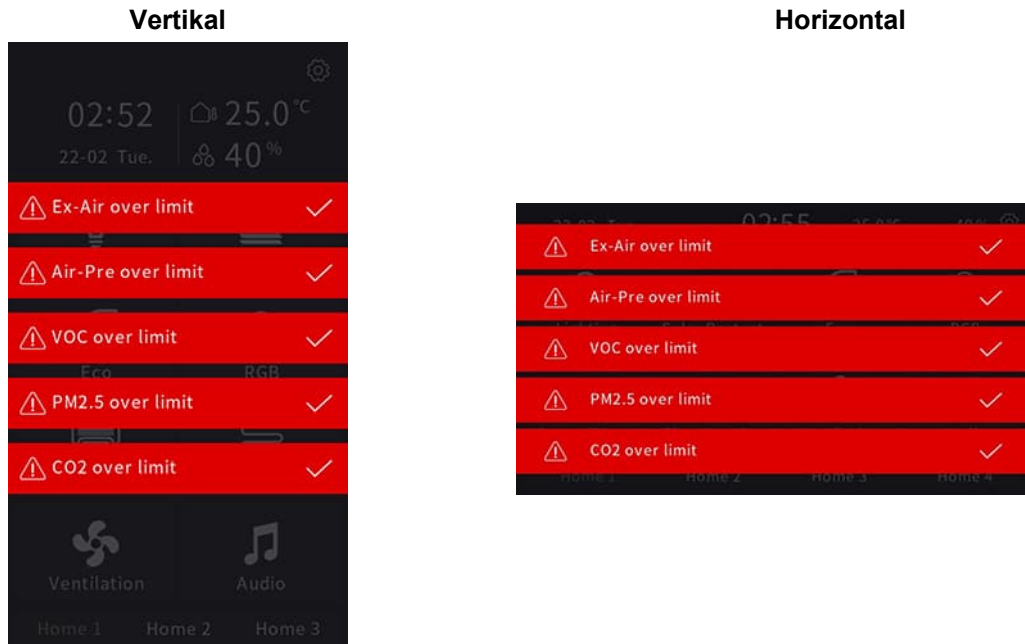 Vertikal
Horizontal
02:52
25.0°C
22-02 Tue.
40%
Ex-Air over limit
Air-Pre over limit
VOC over limit
Eco
RGB
PM2.5 over limit
CO2 over limit
Ventilation
Audio
Home 1 Home 2 Home 3
02:55
Ex-Air over limit
Air-Pre over limit
VOC over limit
PM2.5 over limit
CO2 over limit
Home 1 Home 2 Home 3 Home 4